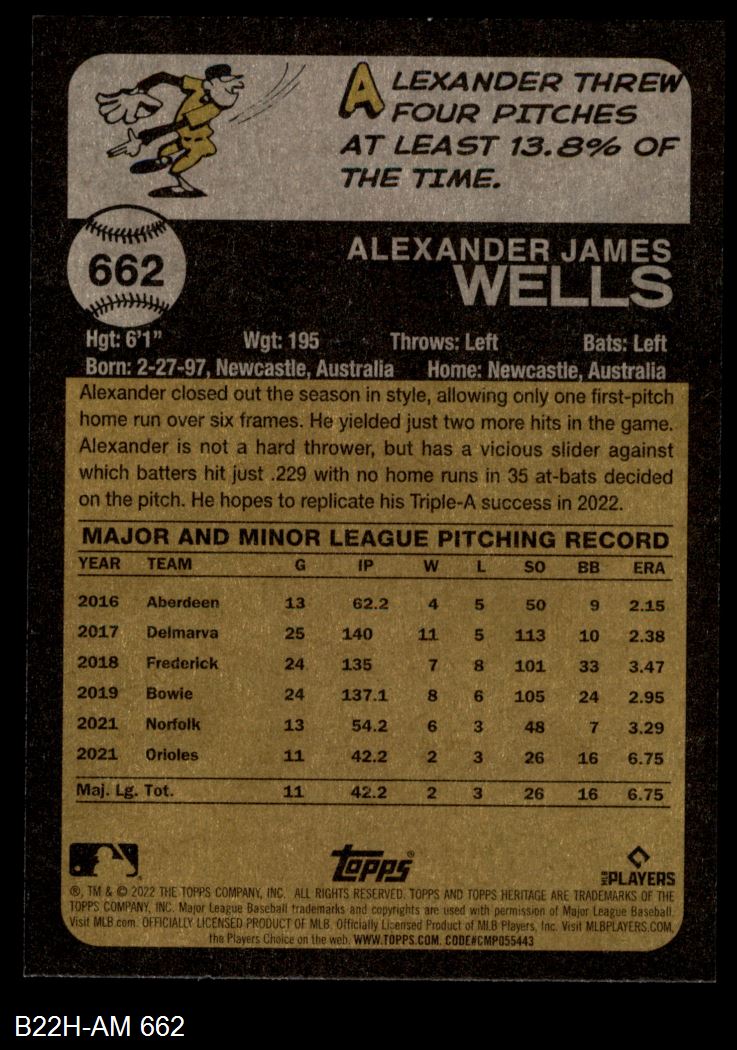 ALEXANDER THREW
FOUR PITCHES
AT LEAST 13.8% OF
THE TIME.
662
ALEXANDER JAMES
WELLS
Hgt: 6'1" Wgt: 195 Throws: Left Bats: Left
Born: 2-27-97, Newcastle, Australia Home: Newcastle, Australia
Alexander closed out the season in style, allowing only one first-pitch
home run over six frames. He yielded just two more hits in the game.
Alexander is not a hard thrower, but has a vicious slider against
which batters hit just .229 with no home runs in 35 at-bats decided
on the pitch. He hopes to replicate his Triple-A success in 2022.
MAJOR AND MINOR LEAGUE PITCHING RECORD
YEAR TEAM G IP W L SO BB ERA
2016 Aberdeen 13 62.2 4 5 50 9 2.15
2017 Delmarva 25 140 11 5 113 10 2.38
2018 Frederick 24 135 7 8 101 33 3.47
2019 Bowie 24 137.1 8 6 105 24 2.95
2021 Norfolk 13 54.2 6 3 48 7 3.29
2021 Orioles 11 42.2 2 3 26 16 6.75
Maj. Lg. Tot. 11 42.2 2 3 26 16 6.75
Topps®
MLB PLAYERS
®, TM & © 2022 THE TOPPS COMPANY, INC. ALL RIGHTS RESERVED. TOPPS AND TOPPS HERITAGE ARE TRADEMARKS OF THE
TOPPS COMPANY, INC. Major League Baseball trademarks and copyrights are used with permission of Major League Baseball.
Visit MLB.com. OFFICIALLY LICENSED PRODUCT OF MLB. Officially Licensed Product of MLB Players, Inc. Visit MLBPLAYERS.COM,
the Players Choice on the web. WWW.TOPPS.COM. CODE#CMP055443
B22H-AM 662